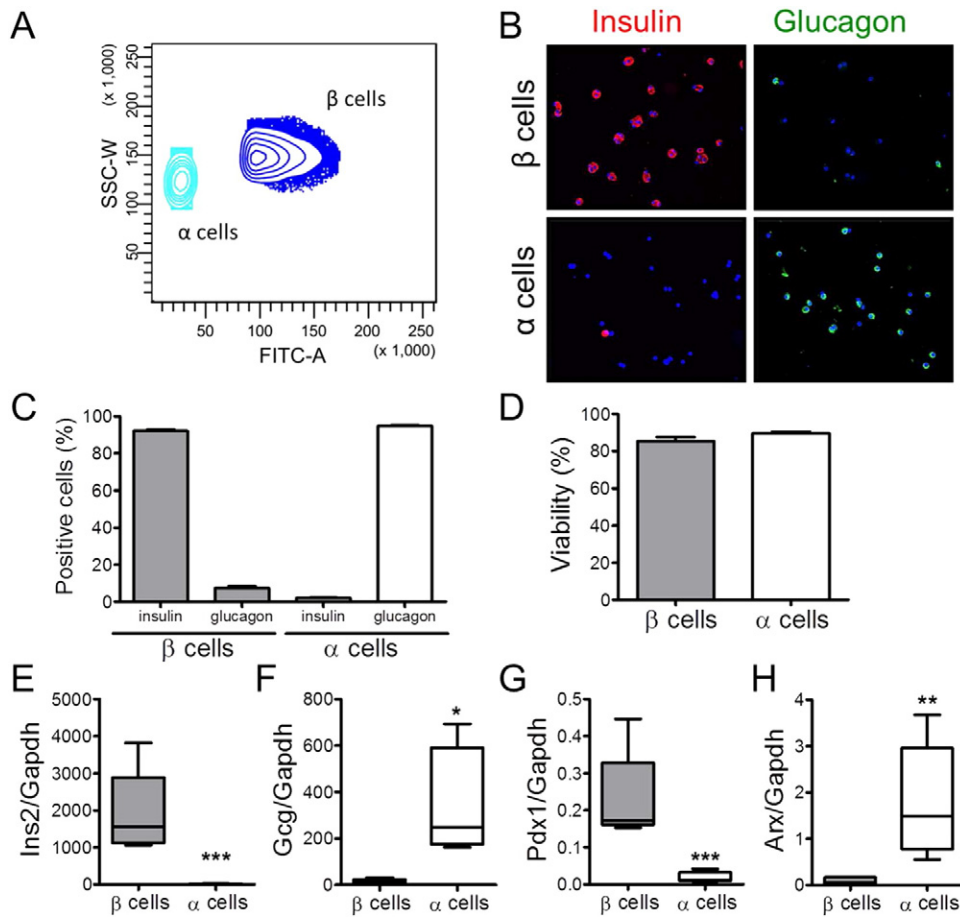 A
(x 1,000)
250
200
150
100
50
SSC-W
β cells
α cells
50 100 150 200 250
FITC-A
(x 1,000)
B
Insulin Glucagon
β cells
α cells
C
Positive cells (%)
100
80
60
40
20
0
insulin glucagon insulin glucagon
β cells α cells
D
Viability (%)
100
80
60
40
20
0
β cells α cells
E
Ins2/Gapdh
5000
4000
3000
2000
1000
0
***
β cells α cells
F
Gcg/Gapdh
800
600
400
200
0
*
β cells α cells
G
Pdx1/Gapdh
0.5
0.4
0.3
0.2
0.1
0.0
***
β cells α cells
H
Arx/Gapdh
4
3
2
1
0
**
β cells α cells